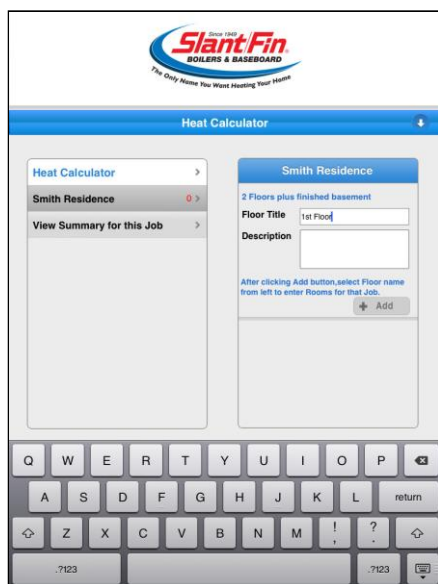 Since 1949
Slant/Fin.
BOILERS & BASEBOARD
The Only Name You Want Heating Your Home
Heat Calculator
Heat Calculator >
Smith Residence 0 >
View Summary for this Job >
Smith Residence
2 Floors plus finished basement
Floor Title 1st Floor
Description
After clicking Add button,select Floor name
from left to enter Rooms for that Job.
+ Add
Q W E R T Y U I O P
A S D F G H J K L return
Z X C V B N M ! , ? .
.?123 .?123